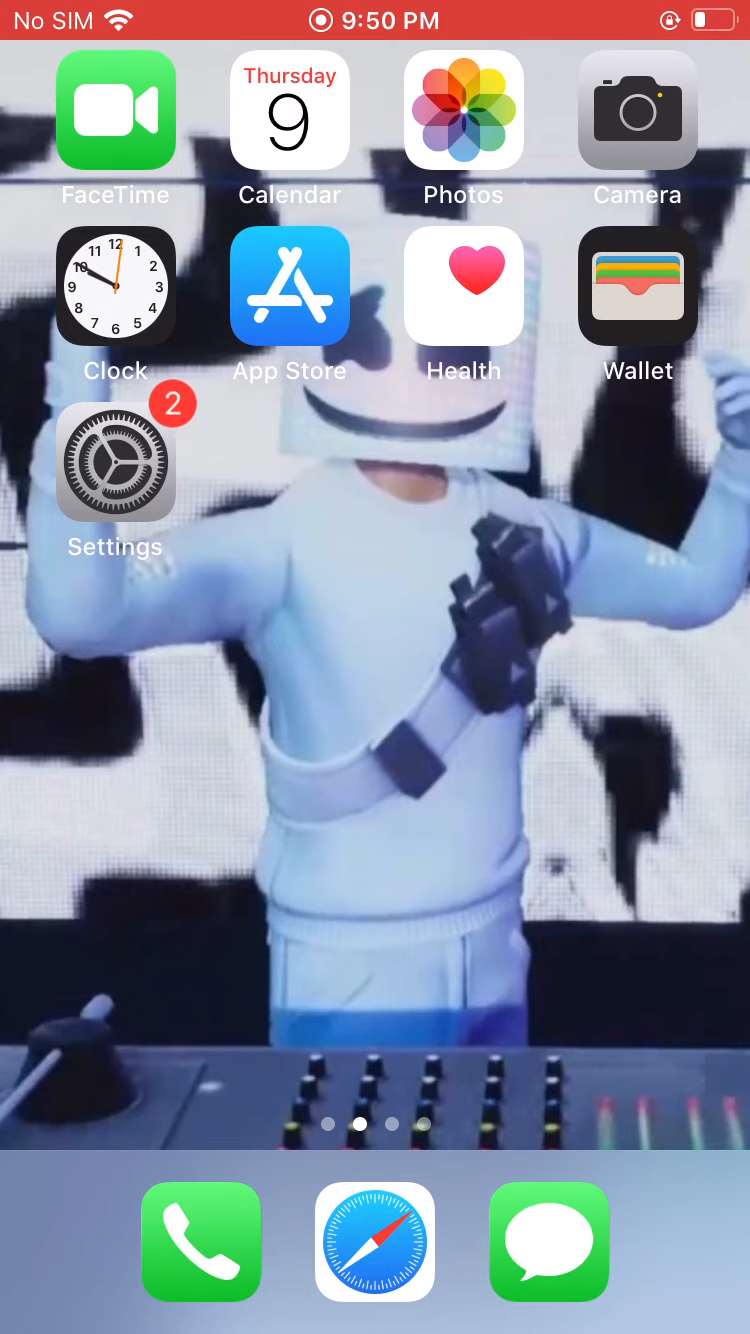 No SIM 9:50 PM
Thursday
9
FaceTime Calendar Photos Camera
12 1 2 3 4 5 6 7 8 9 10 11
Clock App Store Health Wallet
2
Settings